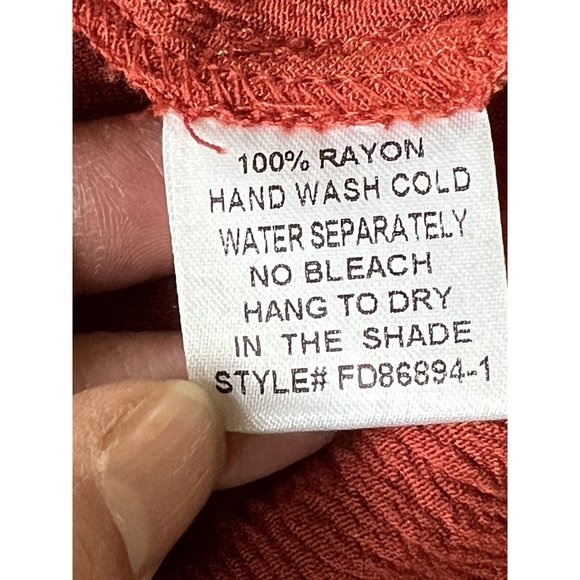 100% RAYON
HAND WASH COLD
WATER SEPARATELY
NO BLEACH
HANG TO DRY
IN THE SHADE
STYLE# FD86894-1